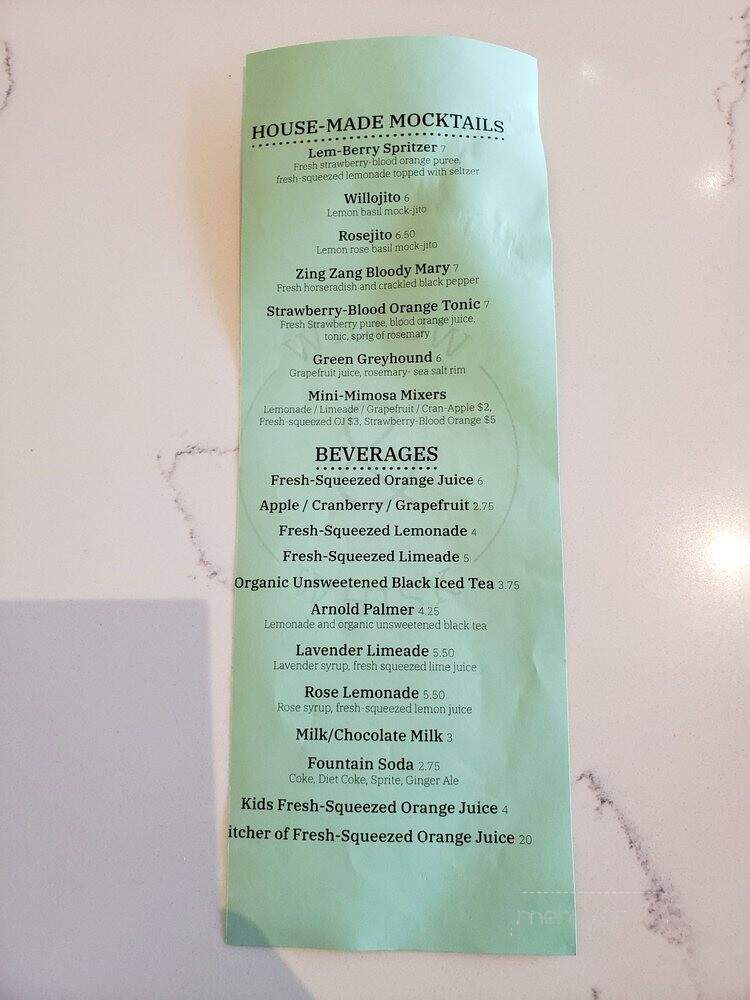 HOUSE-MADE MOCKTAILS
Lem-Berry Spritzer 7
Fresh strawberry-blood orange puree,
fresh-squeezed lemonade topped with seltzer
Willojito 6
Lemon basil mock-jito
Rosejito 6.50
Lemon rose basil mock-jito
Zing Zang Bloody Mary 7
Fresh horseradish and crackled black pepper
Strawberry-Blood Orange Tonic 7
Fresh Strawberry puree, blood orange juice,
tonic, sprig of rosemary
Green Greyhound 6
Grapefruit juice, rosemary- sea salt rim
Mini-Mimosa Mixers
Lemonade / Limeade / Grapefruit / Cran-Apple $2,
Fresh-squeezed OJ $3, Strawberry-Blood Orange $5
BEVERAGES
Fresh-Squeezed Orange Juice 6
Apple / Cranberry / Grapefruit 2.75
Fresh-Squeezed Lemonade 4
Fresh-Squeezed Limeade 5
Organic Unsweetened Black Iced Tea 3.75
Arnold Palmer 4.25
Lemonade and organic unsweetened black tea
Lavender Limeade 5.50
Lavender syrup, fresh squeezed lime juice
Rose Lemonade 5.50
Rose syrup, fresh-squeezed lemon juice
Milk/Chocolate Milk 3
Fountain Soda 2.75
Coke, Diet Coke, Sprite, Ginger Ale
Kids Fresh-Squeezed Orange Juice 4
itcher of Fresh-Squeezed Orange Juice 20